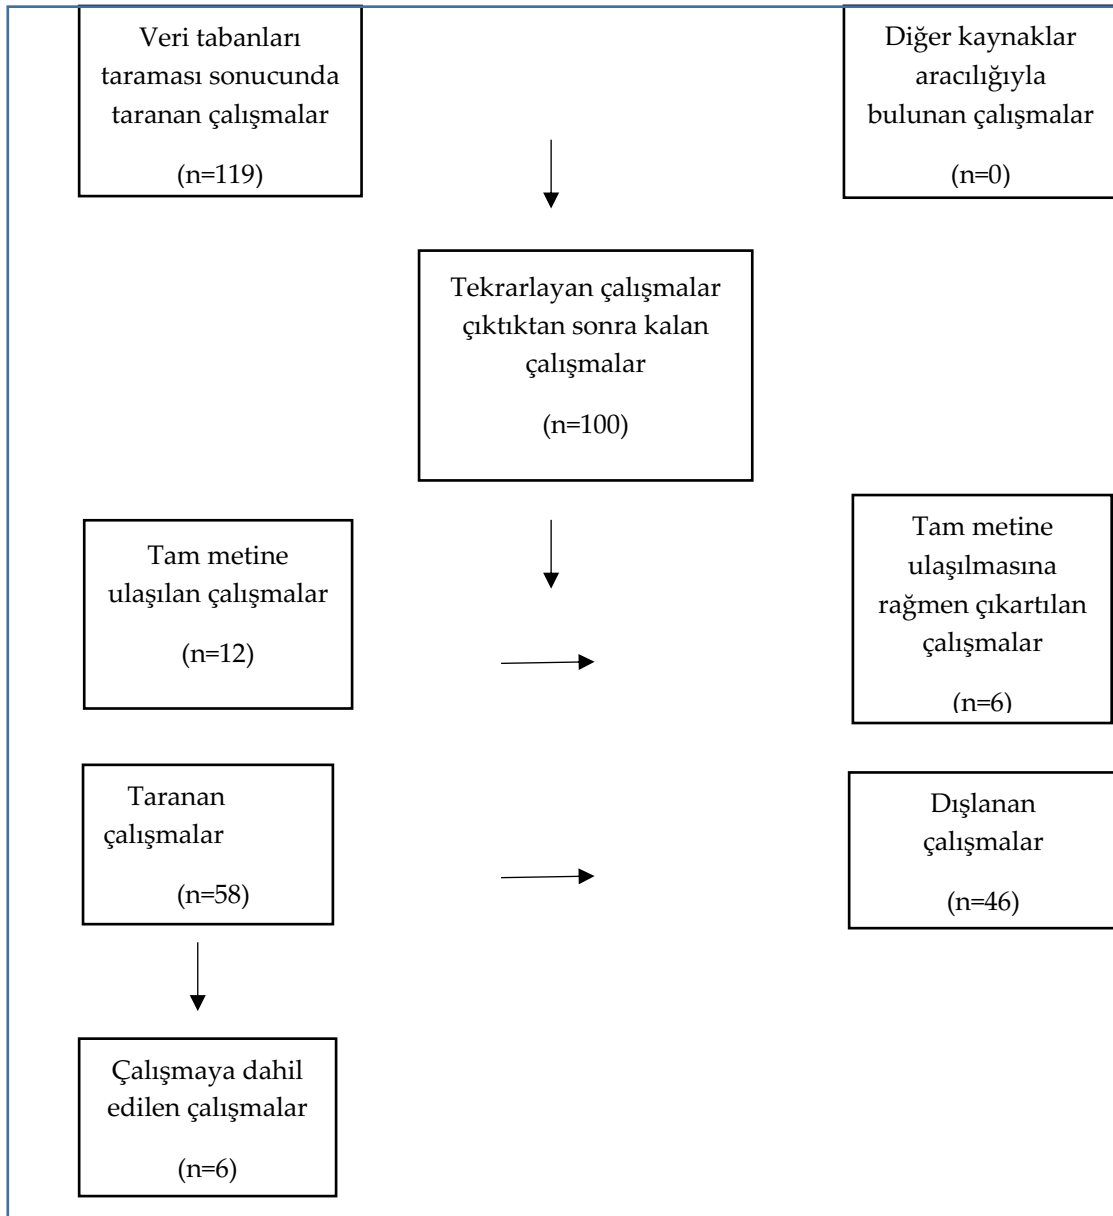 Veri tabanları
taraması sonucunda
taranan çalışmalar
(n=119)
Diğer kaynaklar
aracılığıyla
bulunan çalışmalar
(n=0)
Tekrarlayan çalışmalar
çıktıktan sonra kalan
çalışmalar
(n=100)
Tam metine
ulaşılan çalışmalar
(n=12)
Tam metine
ulaşılmasına
rağmen çıkartılan
çalışmalar
(n=6)
Taranan
çalışmalar
(n=58)
Dışlanan
çalışmalar
(n=46)
Çalışmaya dahil
edilen çalışmalar
(n=6)